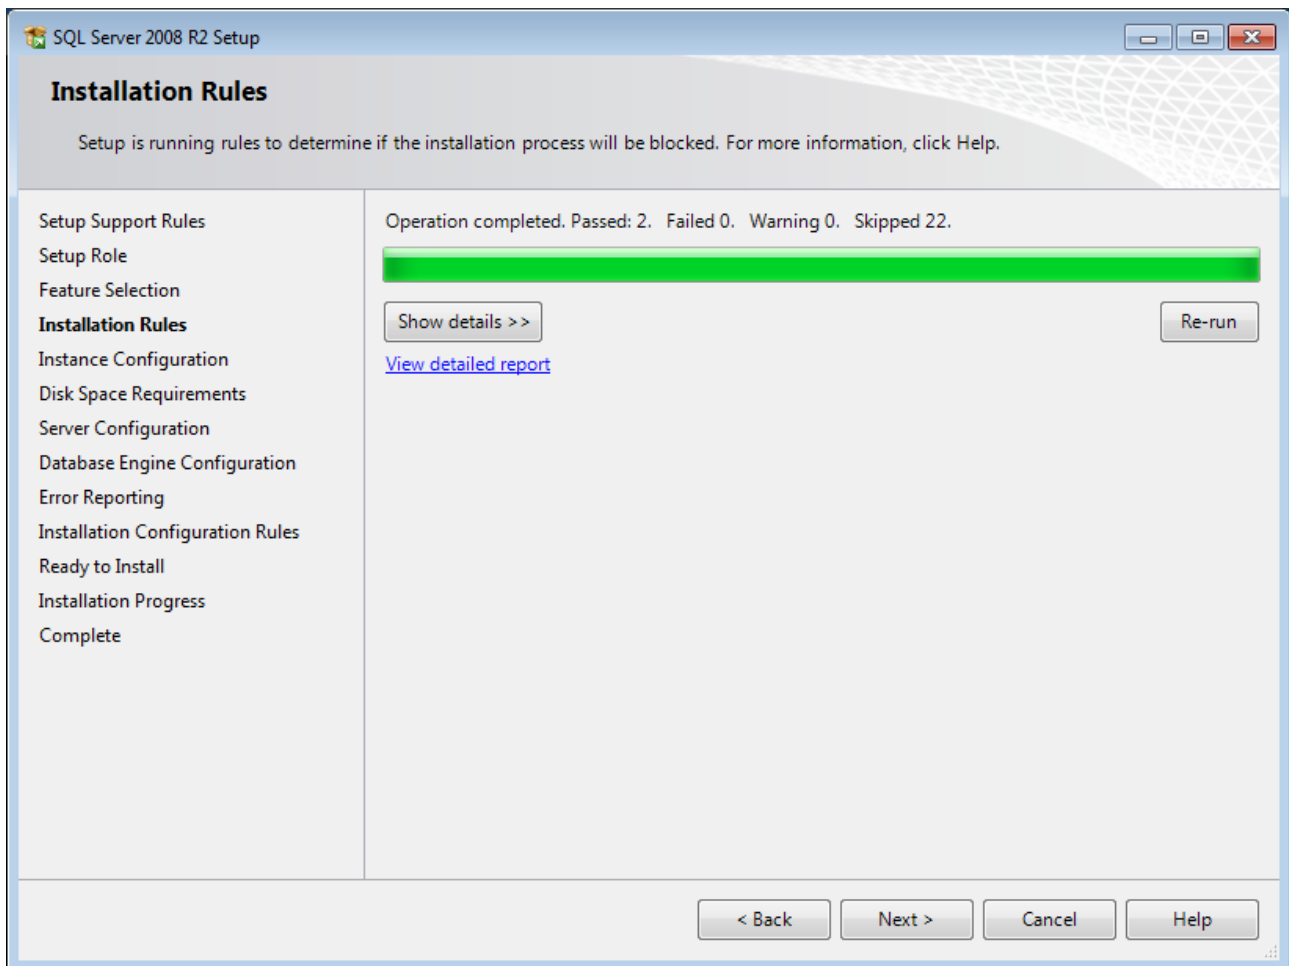 SQL Server 2008 R2 Setup
Installation Rules
Setup is running rules to determine if the installation process will be blocked. For more information, click Help.
Setup Support Rules
Setup Role
Feature Selection
Installation Rules
Instance Configuration
Disk Space Requirements
Server Configuration
Database Engine Configuration
Error Reporting
Installation Configuration Rules
Ready to Install
Installation Progress
Complete
Operation completed. Passed: 2. Failed 0. Warning 0. Skipped 22.
Show details >>
Re-run
View detailed report
< Back
Next >
Cancel
Help